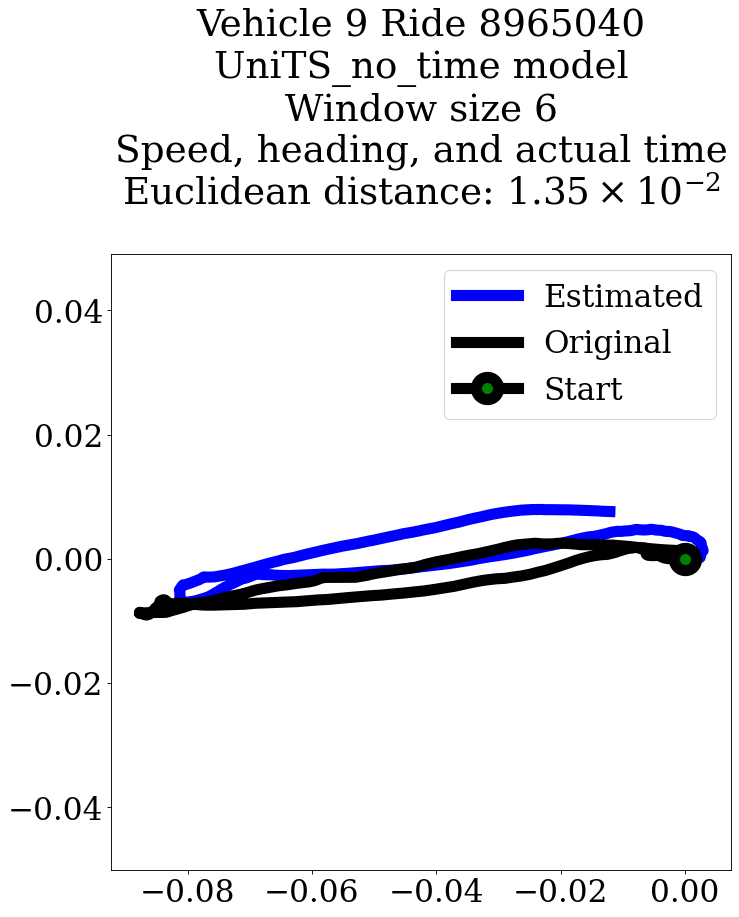 Vehicle 9 Ride 8965040
UniTS_no_time model
Window size 6
Speed, heading, and actual time
Euclidean distance: 1.35 × 10⁻²
Estimated
Original
Start
0.04
0.02
0.00
−0.02
−0.04
−0.08 −0.06 −0.04 −0.02 0.00